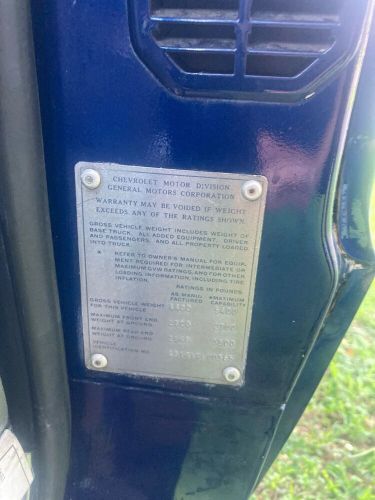 CHEVROLET MOTOR DIVISION
GENERAL MOTORS CORPORATION
WARRANTY MAY BE VOIDED IF WEIGHT
EXCEEDS ANY OF THE RATINGS SHOWN.
GROSS VEHICLE WEIGHT INCLUDES WEIGHT OF
BASE TRUCK, ALL ADDED EQUIPMENT, DRIVER
AND PASSENGERS, AND ALL PROPERTY LOADED
INTO TRUCK.
REFER TO OWNER'S MANUAL FOR EQUIP-
MENT REQUIRED FOR INTERMEDIATE OR
MAXIMUM GVW RATINGS, AND FOR OTHER
LOADING INFORMATION, INCLUDING TIRE
INFLATION.
RATINGS IN POUNDS
AS MANU- *MAXIMUM
FACTURED CAPABILITY
GROSS VEHICLE WEIGHT
FOR THIS VEHICLE 5400
MAXIMUM FRONT END
WEIGHT AT GROUND
MAXIMUM REAR END
WEIGHT AT GROUND
VEHICLE
IDENTIFICATION NO.